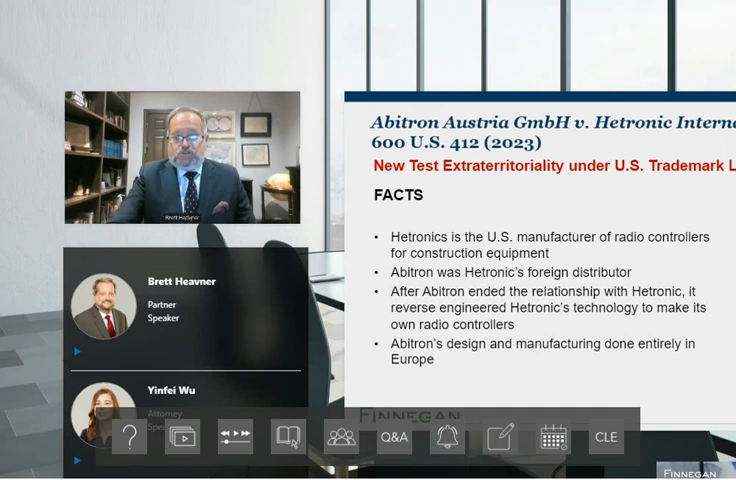 Abitron Austria GmbH v. Hetronic Interna
600 U.S. 412 (2023)
New Test Extraterritoriality under U.S. Trademark L
FACTS
• Hetronics is the U.S. manufacturer of radio controllers
for construction equipment
• Abitron was Hetronic's foreign distributor
• After Abitron ended the relationship with Hetronic, it
reverse engineered Hetronic's technology to make its
own radio controllers
• Abitron's design and manufacturing done entirely in
Europe
FINNEGAN
Brett Heavner
Brett Heavner
Partner
Speaker
Yinfei Wu
Attorney
?
Q&A
CLE
FINNEGAN